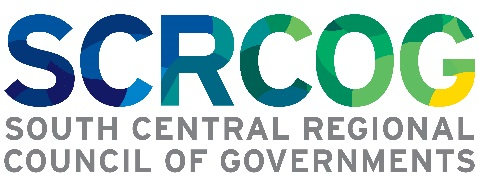 SCRCOG
SOUTH CENTRAL REGIONAL
COUNCIL OF GOVERNMENTS